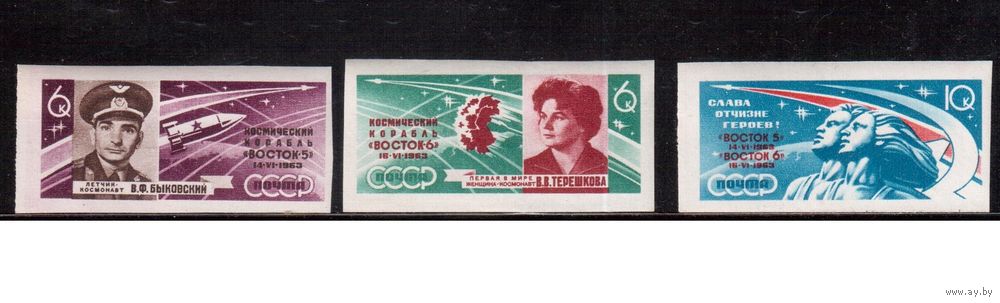 6К
КОСМИЧЕСКИЙ
КОРАБЛЬ
«ВОСТОК-5»
14-VI-1963
ПОЧТА
СССР
ЛЕТЧИК-
КОСМОНАВТ
В.Ф.БЫКОВСКИЙ
6К
КОСМИЧЕСКИЙ
КОРАБЛЬ
«ВОСТОК-6»
16-VI-1963
ПОЧТА
СССР
ПЕРВАЯ В МИРЕ
ЖЕНЩИНА-КОСМОНАВТ
В.В.ТЕРЕШКОВА
10К
СЛАВА
ОТЧИЗНЕ
ГЕРОЕВ!
«ВОСТОК 5»
14-VI-1963
«ВОСТОК 6»
16-VI-1963
ПОЧТА
СССР
www.ay.by